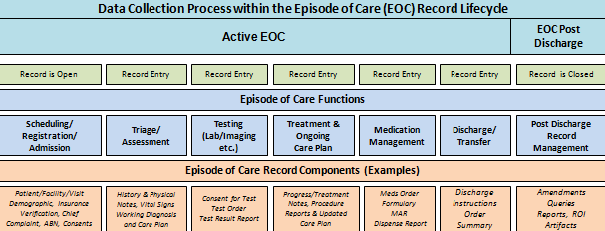 Data Collection Process within the Episode of Care (EOC) Record Lifecycle
Active EOC
EOC Post
Discharge
Record is Open
Record Entry
Record Entry
Record Entry
Record Entry
Record Entry
Record is Closed
Episode of Care Functions
Scheduling/
Registration/
Admission
Triage/
Assessment
Testing
(Lab/Imaging
etc.)
Treatment &
Ongoing
Care Plan
Medication
Management
Discharge/
Transfer
Post Discharge
Record
Management
Episode of Care Record Components (Examples)
Patient/Facility/Visit
Demographic, Insurance
Verification, Chief
Complaint, ABN, Consents
History & Physical
Notes, Vital Signs
Working Diagnosis
and Care Plan
Consent for Test
Test Order
Test Result Report
Progress/Treatment
Notes, Procedure
Reports & Updated
Care Plan
Meds Order
Formulary
MAR
Dispense Report
Discharge
instructions
Order
Summary
Amendments
Queries
Reports, ROI
Artifacts